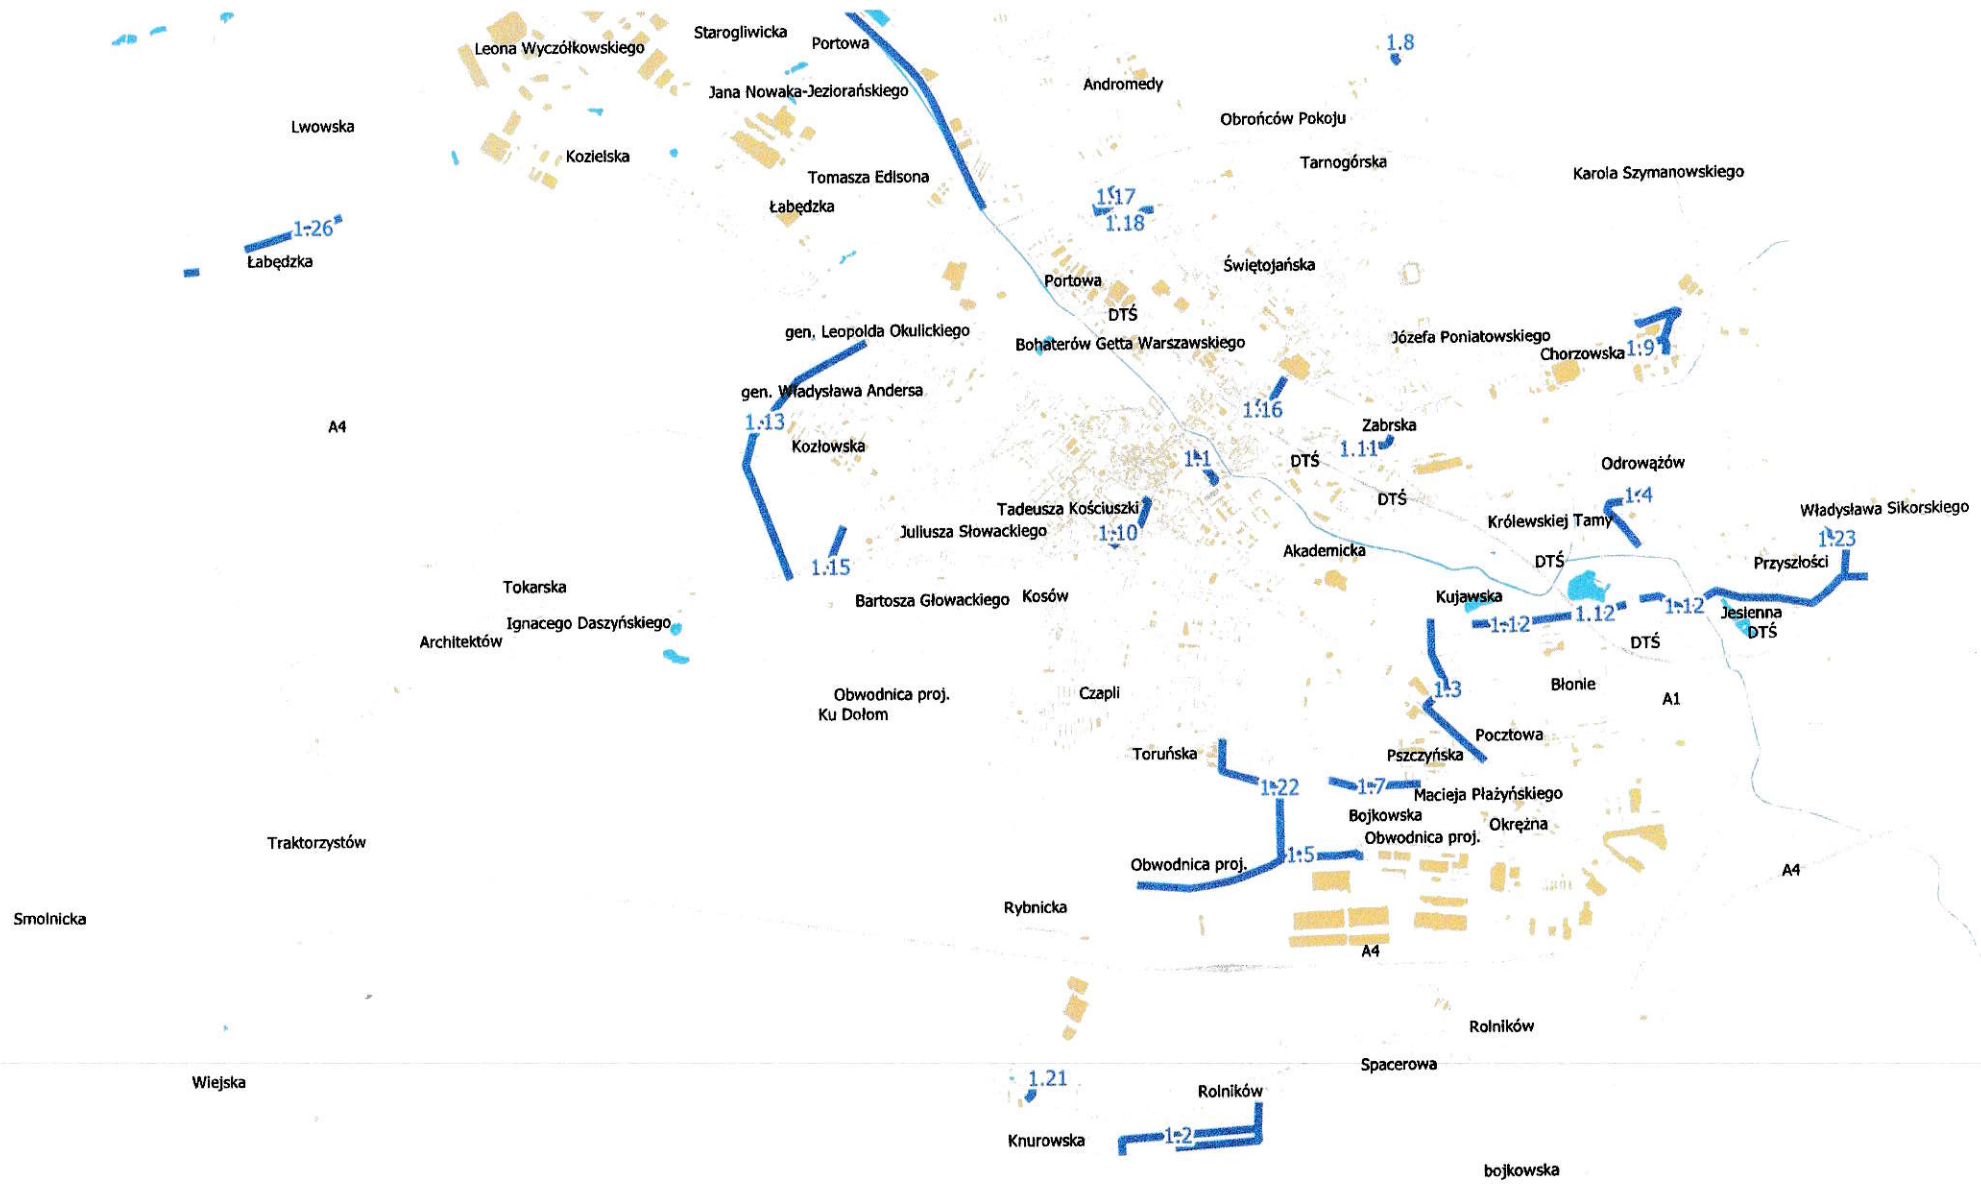 Starogliwicka
Portowa
1.8
Leona Wyczółkowskiego
Andromedy
Jana Nowaka-Jeziorańskiego
Obrońców Pokoju
Lwowska
Kozielska
Tarnogórska
Karola Szymanowskiego
Tomasza Edisona
1.17
Łabędzka
1.18
1.26
Łabędzka
Świętojańska
Portowa
DTŚ
gen. Leopolda Okulickiego
Bohaterów Getta Warszawskiego
Józefa Poniatowskiego
Chorzowska
1.9
gen. Władysława Andersa
1.16
1.13
A4
Zabrska
Kozłowska
1.11
1.1
DTŚ
Odrowążów
1.4
DTŚ
Tadeusza Kościuszki
Władysława Sikorskiego
Królewskiej Tamy
Juliusza Słowackiego
1.10
1.23
Akademicka
DTŚ
Przyszłości
1.15
Tokarska
Bartosza Głowackiego
Kosów
Kujawska
1.12
1.12
1.12
Jesienna
DTŚ
Ignacego Daszyńskiego
Architektów
DTŚ
Błonie
1.3
A1
Obwodnica proj.
Czapli
Ku Dołom
Pocztowa
Toruńska
Pszczyńska
1.22
1.7
Macieja Płażyńskiego
Bojkowska
Okrężna
Obwodnica proj.
Traktorzystów
1.5
Obwodnica proj.
A4
Rybnicka
Smolnicka
A4
Rolników
Spacerowa
1.21
Wiejska
Rolników
1.2
Knurowska
bojkowska